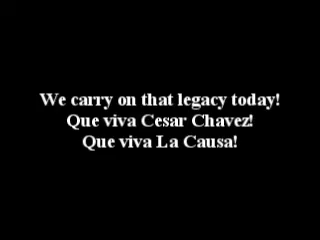 We carry on that legacy today!
Que viva Cesar Chavez!
Que viva La Causa!